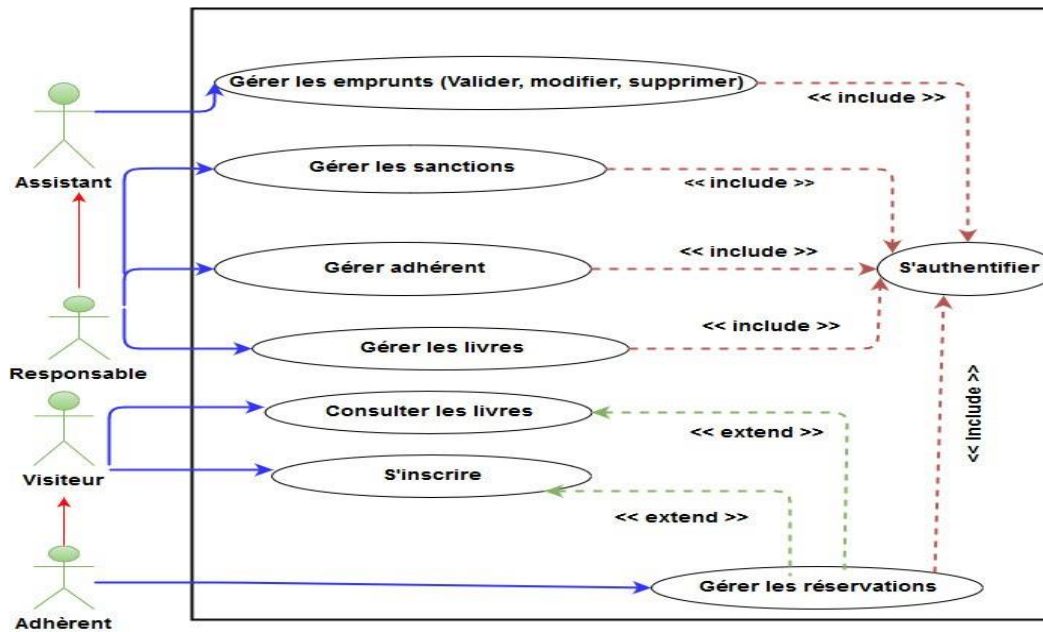 Gérer les emprunts (Valider, modifier, supprimer)
<< include >>
Assistant
Gérer les sanctions
<< include >>
Gérer adhérent
<< include >>
S'authentifier
Gérer les livres
<< include >>
Responsable
Consulter les livres
<< extend >>
<< Include >>
Visiteur
S'inscrire
<< extend >>
Gérer les réservations
Adhèrent